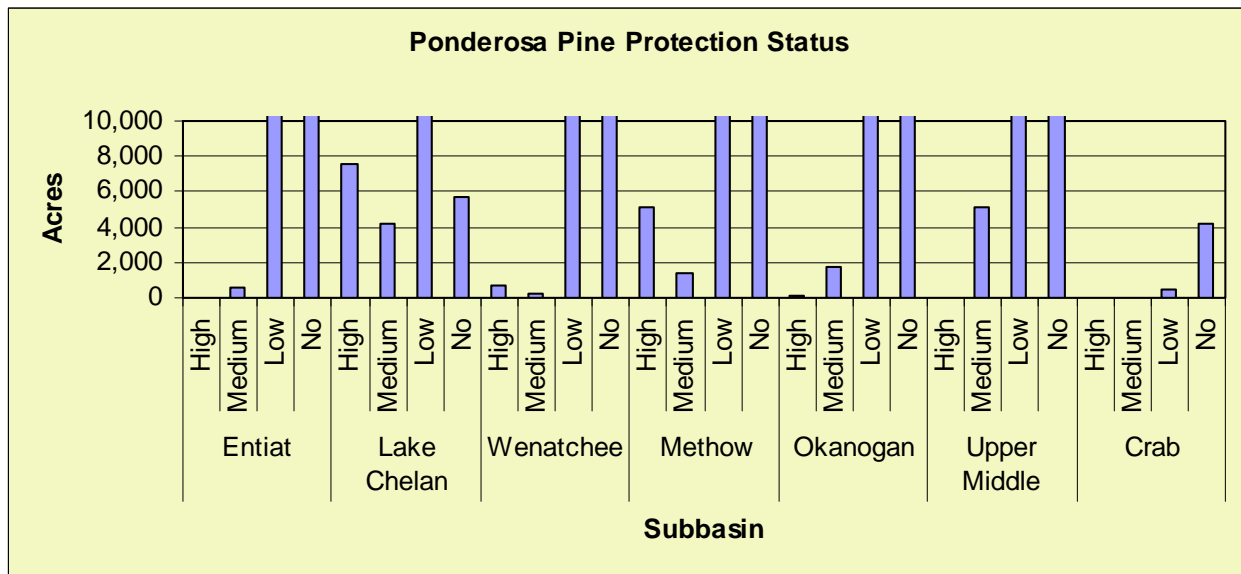 Ponderosa Pine Protection Status
10,000
8,000
6,000
4,000
2,000
0
Acres
High
Medium
Low
No
High
Medium
Low
No
High
Medium
Low
No
High
Medium
Low
No
High
Medium
Low
No
High
Medium
Low
No
High
Medium
Low
No
Entiat
Lake
Chelan
Wenatchee
Methow
Okanogan
Upper
Middle
Crab
Subbasin